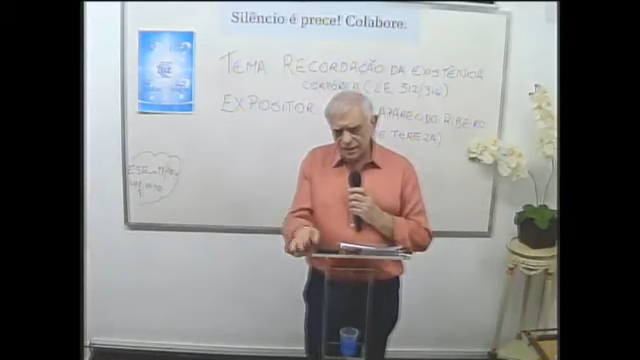 Silêncio é prece! Colabore.
TEMA RECORDAÇÃO DA EXISTÊNCIA
CORPÓREA (LE 312/316)
EXPOSITOR APARECIDO RIBEIRO
E TEREZA)